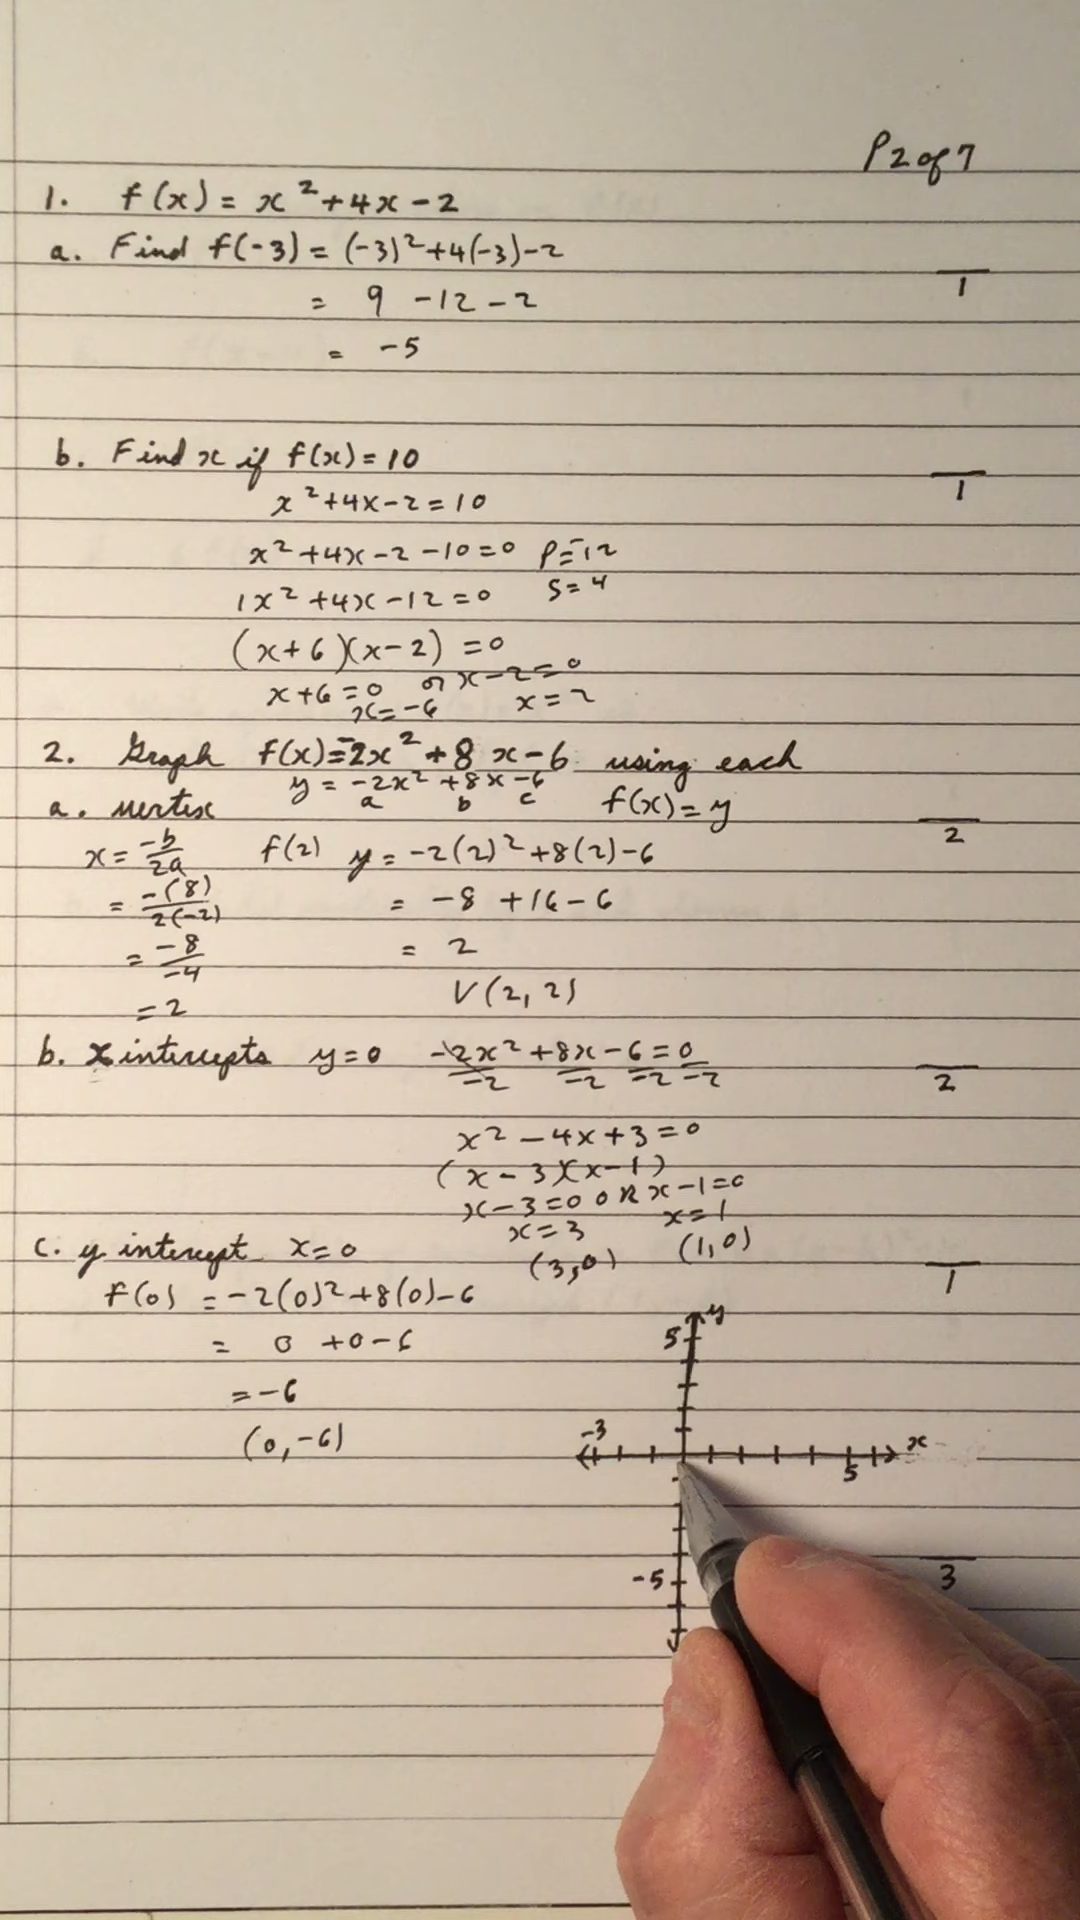 P2 of 7
1. f(x) = x² + 4x - 2
a. Find f(-3) = (-3)² + 4(-3) - 2
1
= 9 - 12 - 2
= -5
b. Find x if f(x) = 10
1
x² + 4x - 2 = 10
x² + 4x - 2 - 10 = 0 P = -12
1x² + 4x - 12 = 0 S = 4
(x + 6)(x - 2) = 0
x + 6 = 0 or x - 2 = 0
x = -6 x = 2
2. Graph f(x) = -2x² + 8x - 6 using each
y = -2x² + 8x - 6
a b c f(x) = y
a. vertex
2
x = -b/2a f(2) y = -2(2)² + 8(2) - 6
= -(8)/2(-2) = -8 + 16 - 6
= -8/-4 = 2
= 2 V(2, 2)
b. x intercepts y = 0 -2x²/-2 + 8x/-2 - 6/-2 = 0/-2
2
x² - 4x + 3 = 0
(x - 3)(x - 1)
x - 3 = 0 OR x - 1 = 0
x = 3 x = 1
(3, 0) (1, 0)
c. y intercept x = 0
1
f(0) = -2(0)² + 8(0) - 6
= 0 + 0 - 6
= -6
(0, -6)
y
5
-3
x
5
-5
3